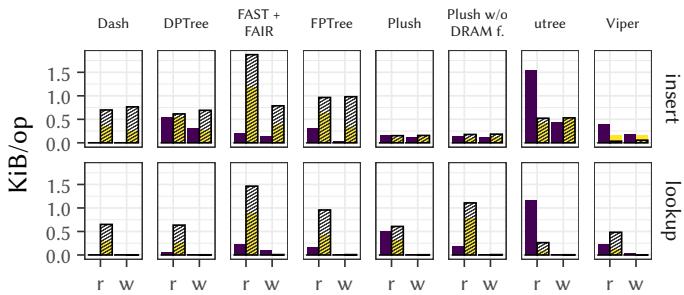 Dash DPTree FAST + FAIR FPTree Plush Plush w/o DRAM f. utree Viper
KiB/op
1.5
1.0
0.5
0.0
insert
1.5
1.0
0.5
0.0
lookup
r w r w r w r w r w r w r w r w